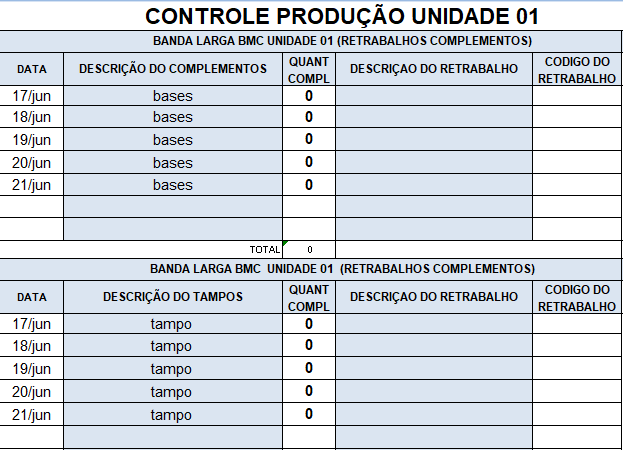 CONTROLE PRODUÇÃO UNIDADE 01
BANDA LARGA BMC UNIDADE 01 (RETRABALHOS COMPLEMENTOS)
DATA DESCRIÇÃO DO COMPLEMENTOS QUANT COMPL DESCRIÇAO DO RETRABALHO CODIGO DO RETRABALHO
17/jun bases 0
18/jun bases 0
19/jun bases 0
20/jun bases 0
21/jun bases 0
TOTAL 0
BANDA LARGA BMC UNIDADE 01 (RETRABALHOS COMPLEMENTOS)
DATA DESCRIÇÃO DO TAMPOS QUANT COMPL DESCRIÇAO DO RETRABALHO CODIGO DO RETRABALHO
17/jun tampo 0
18/jun tampo 0
19/jun tampo 0
20/jun tampo 0
21/jun tampo 0